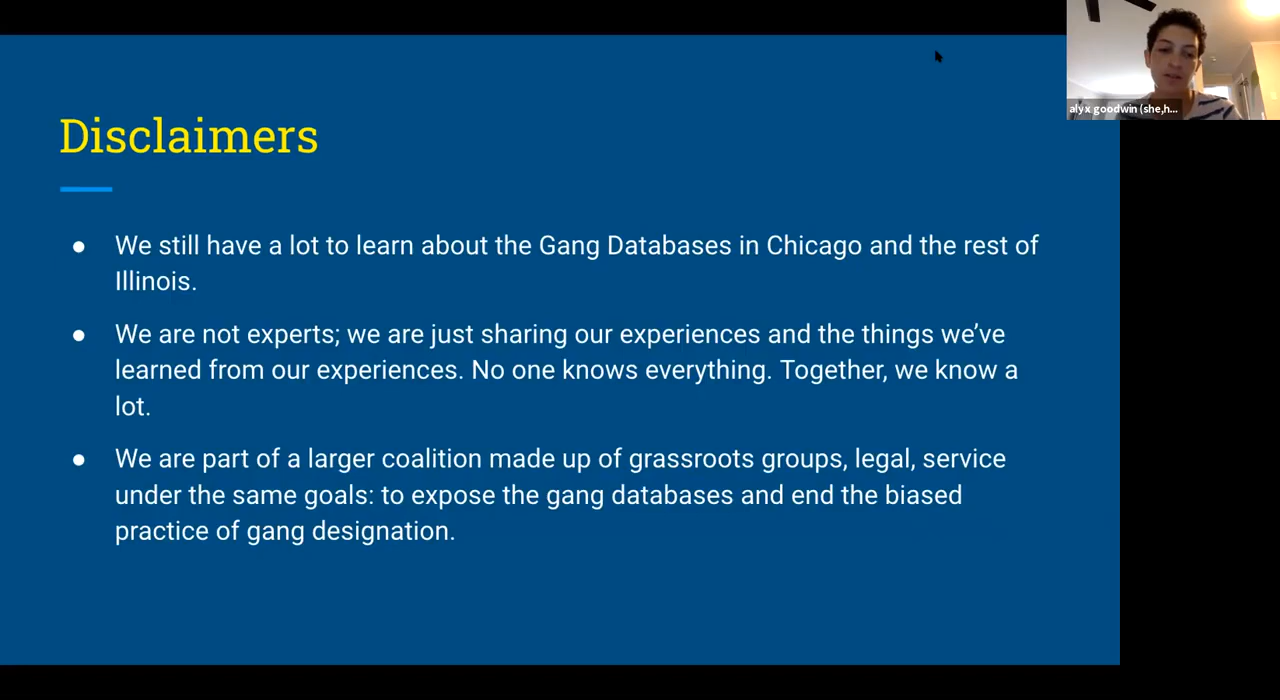 alyx goodwin (she,h...
Disclaimers
● We still have a lot to learn about the Gang Databases in Chicago and the rest of
Illinois.
● We are not experts; we are just sharing our experiences and the things we’ve
learned from our experiences. No one knows everything. Together, we know a
lot.
● We are part of a larger coalition made up of grassroots groups, legal, service
under the same goals: to expose the gang databases and end the biased
practice of gang designation.